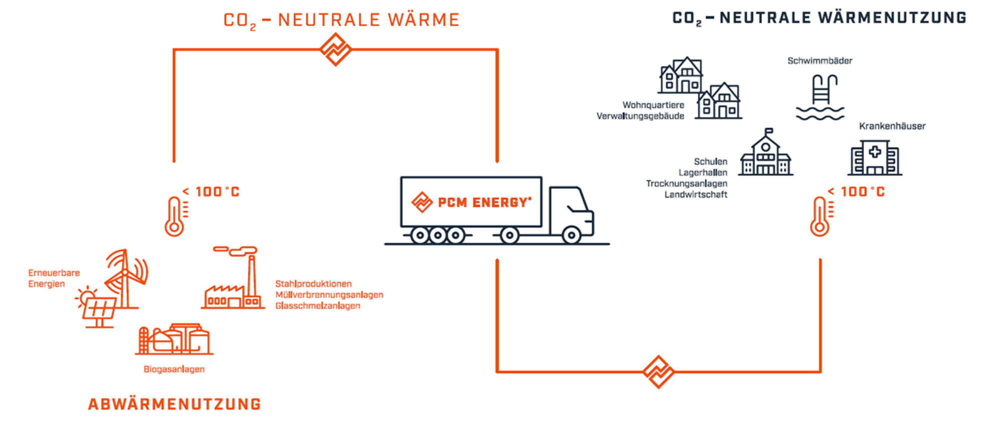 CO₂ – NEUTRALE WÄRME
CO₂ – NEUTRALE WÄRMENUTZUNG
Schwimmbäder
Wohnquartiere
Verwaltungsgebäude
Krankenhäuser
Schulen
Lagerhallen
Trocknungsanlagen
Landwirtschaft
< 100 °C
< 100 °C
PCM ENERGY®
Erneuerbare
Energien
Stahlproduktionen
Müllverbrennungsanlagen
Glasschmelzanlagen
Biogasanlagen
ABWÄRMENUTZUNG